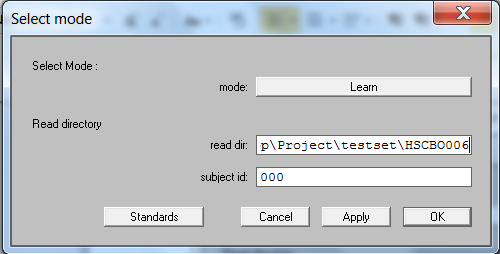 Select mode
Select Mode :
mode: Learn
Read directory
read dir: p\Project\testset\HSCBO006
subject id: 000
Standards Cancel Apply OK